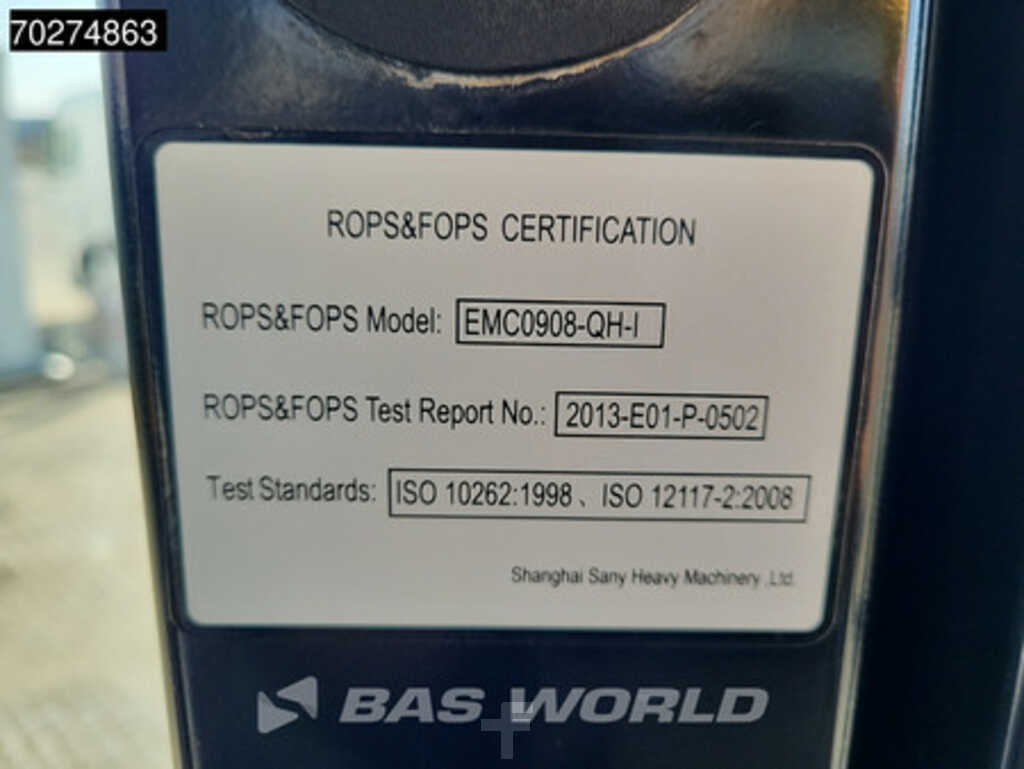 70274863
ROPS&FOPS CERTIFICATION
ROPS&FOPS Model: EMC0908-QH-I
ROPS&FOPS Test Report No.: 2013-E01-P-0502
Test Standards: ISO 10262:1998、ISO 12117-2:2008
Shanghai Sany Heavy Machinery ,Ltd.
BAS WORLD